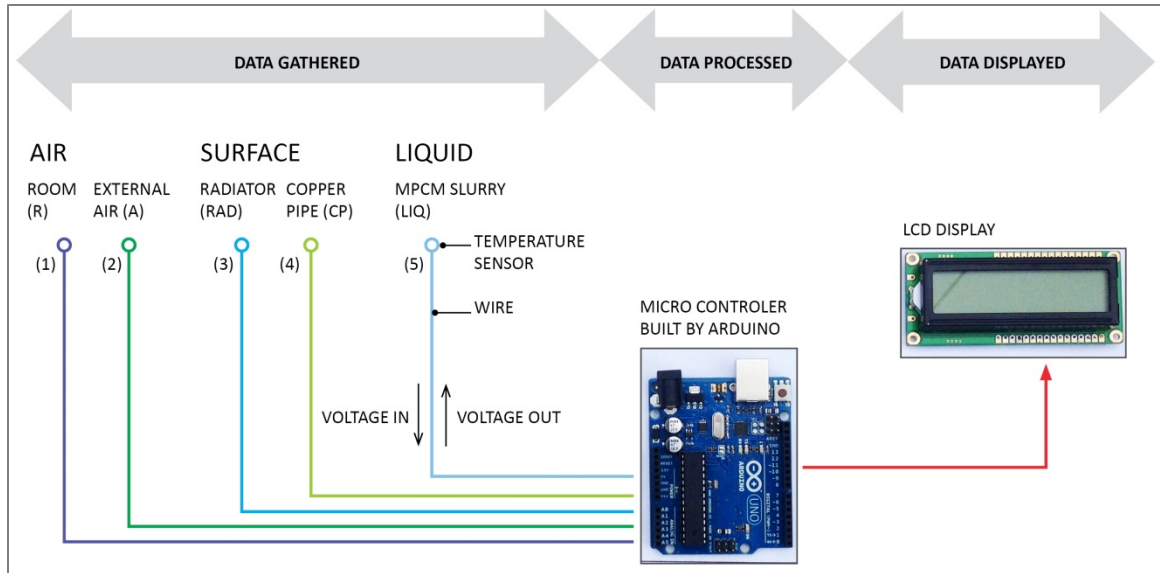 DATA GATHERED
DATA PROCESSED
DATA DISPLAYED
AIR
SURFACE
LIQUID
ROOM
(R)
EXTERNAL
AIR (A)
RADIATOR
(RAD)
COPPER
PIPE (CP)
MPCM SLURRY
(LIQ)
(1)
(2)
(3)
(4)
(5)
TEMPERATURE
SENSOR
WIRE
VOLTAGE IN
VOLTAGE OUT
MICRO CONTROLER
BUILT BY ARDUINO
LCD DISPLAY
ARDUINO
UNO